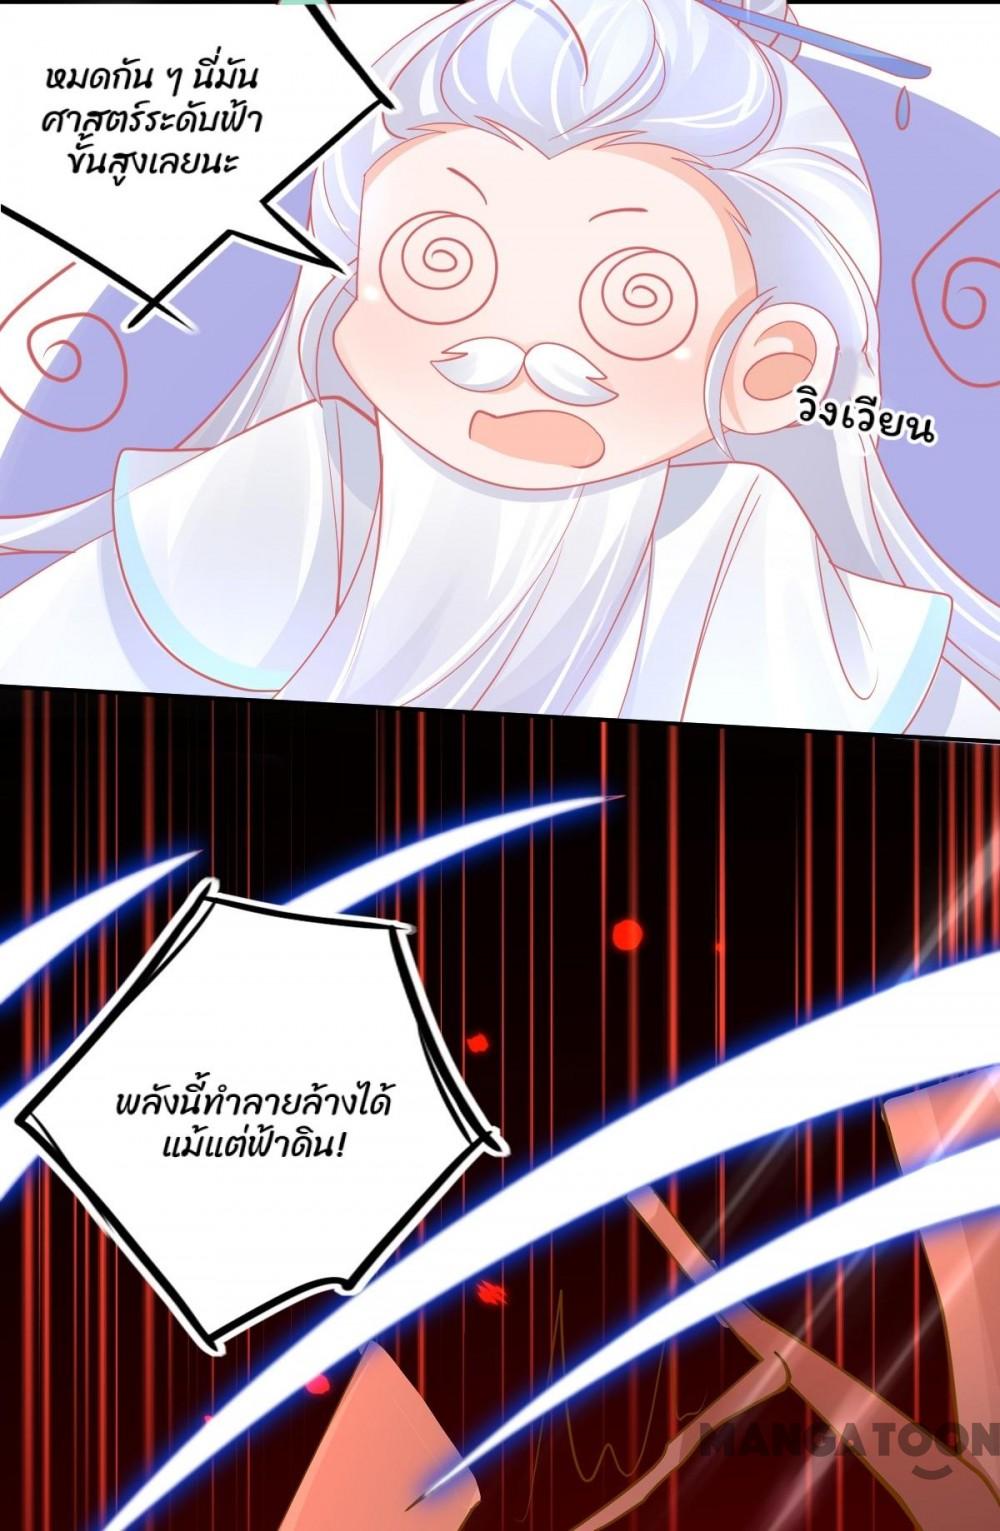 หมดกัน ๆ นี่มัน
ศาสตร์ระดับฟ้า
ขั้นสูงเลยนะ
วิงเวียน
พลังนี้ทำลายล้างได้
แม้แต่ฟ้าดิน!
MANGATOON